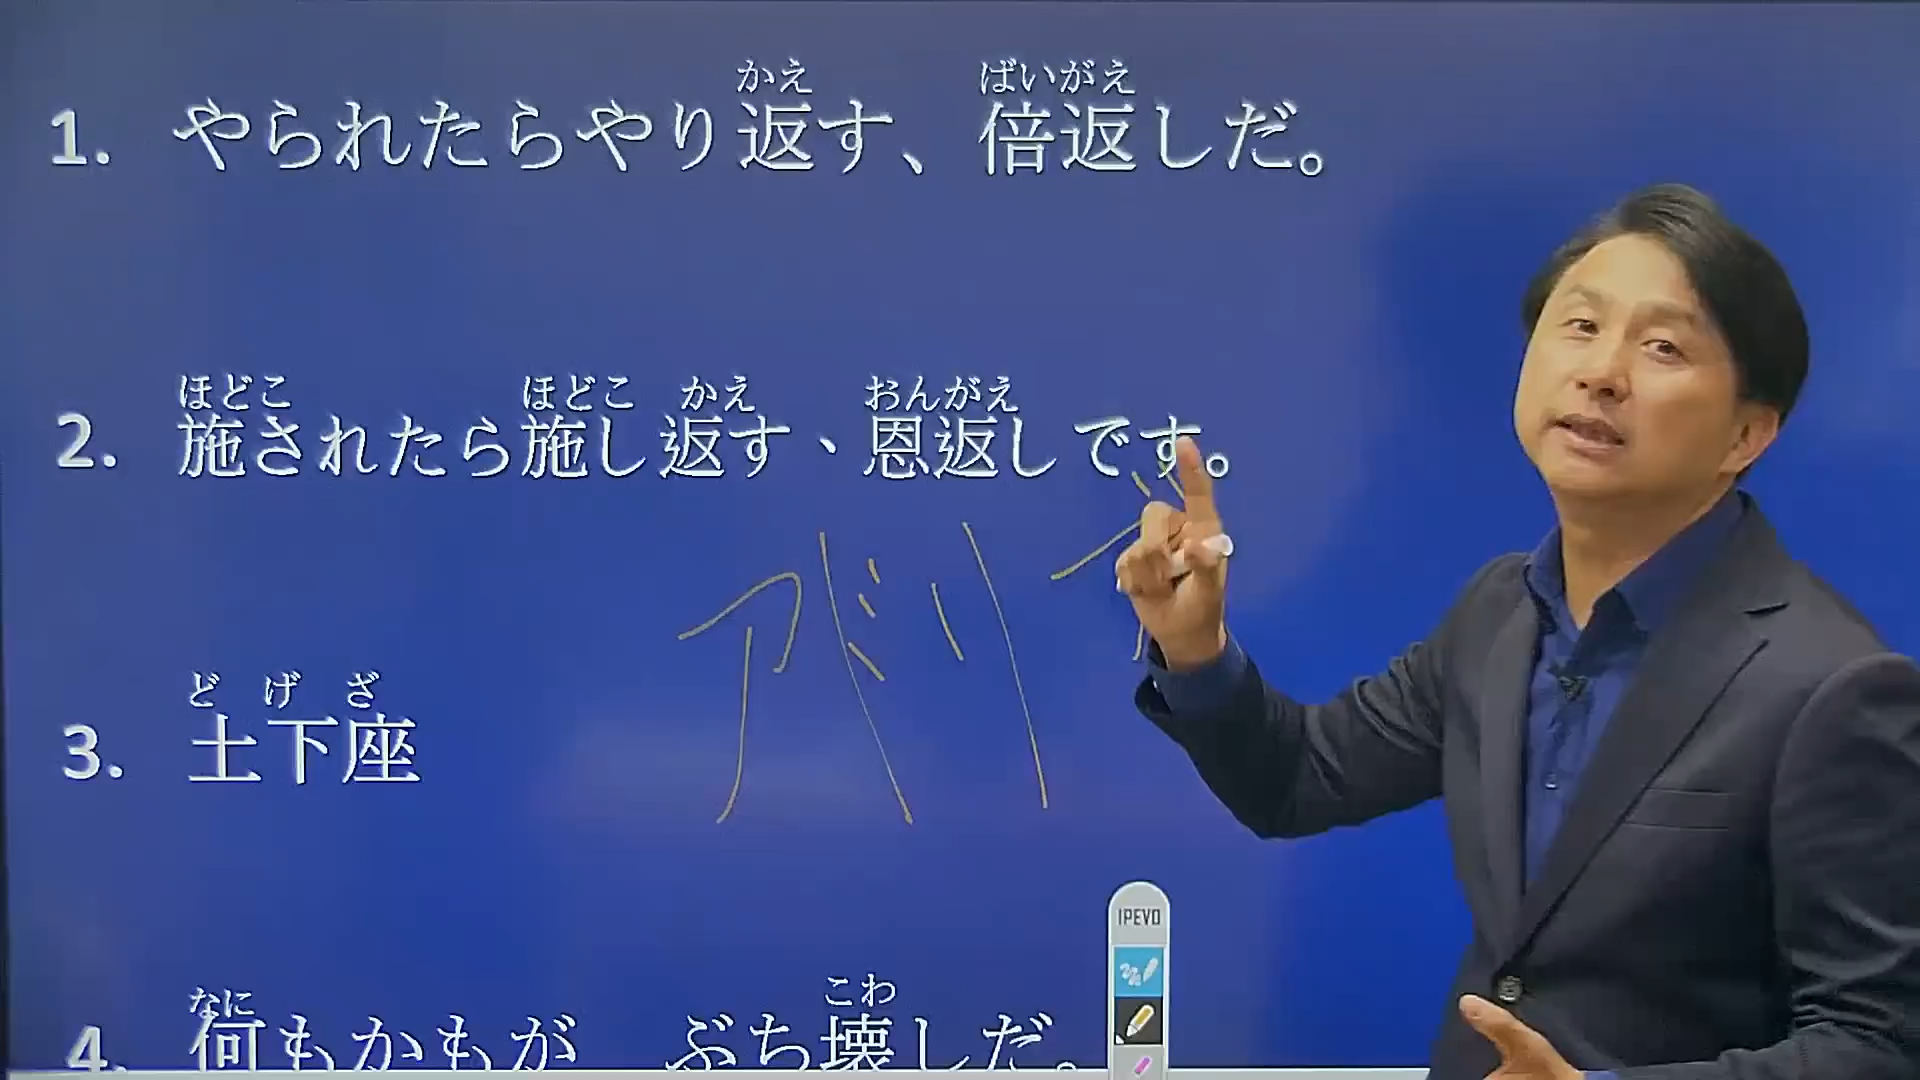 かえ ばいがえ
1. やられたらやり返す、倍返しだ。
ほどこ ほどこ かえ おんがえ
2. 施されたら施し返す、恩返しです。
アドリ
ど げ ざ
3. 土下座
IPEVO
なに こわ
4. 何もかもが ぶち壊しだ。